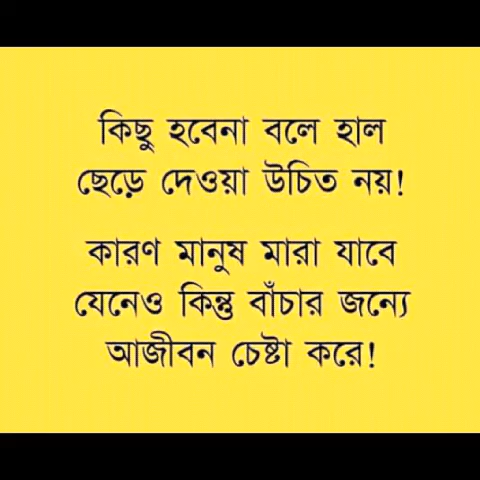 কিছু হবেনা বলে হাল
ছেড়ে দেওয়া উচিত নয়!
কারণ মানুষ মারা যাবে
যেনেও কিন্তু বাঁচার জন্যে
আজীবন চেষ্টা করে!